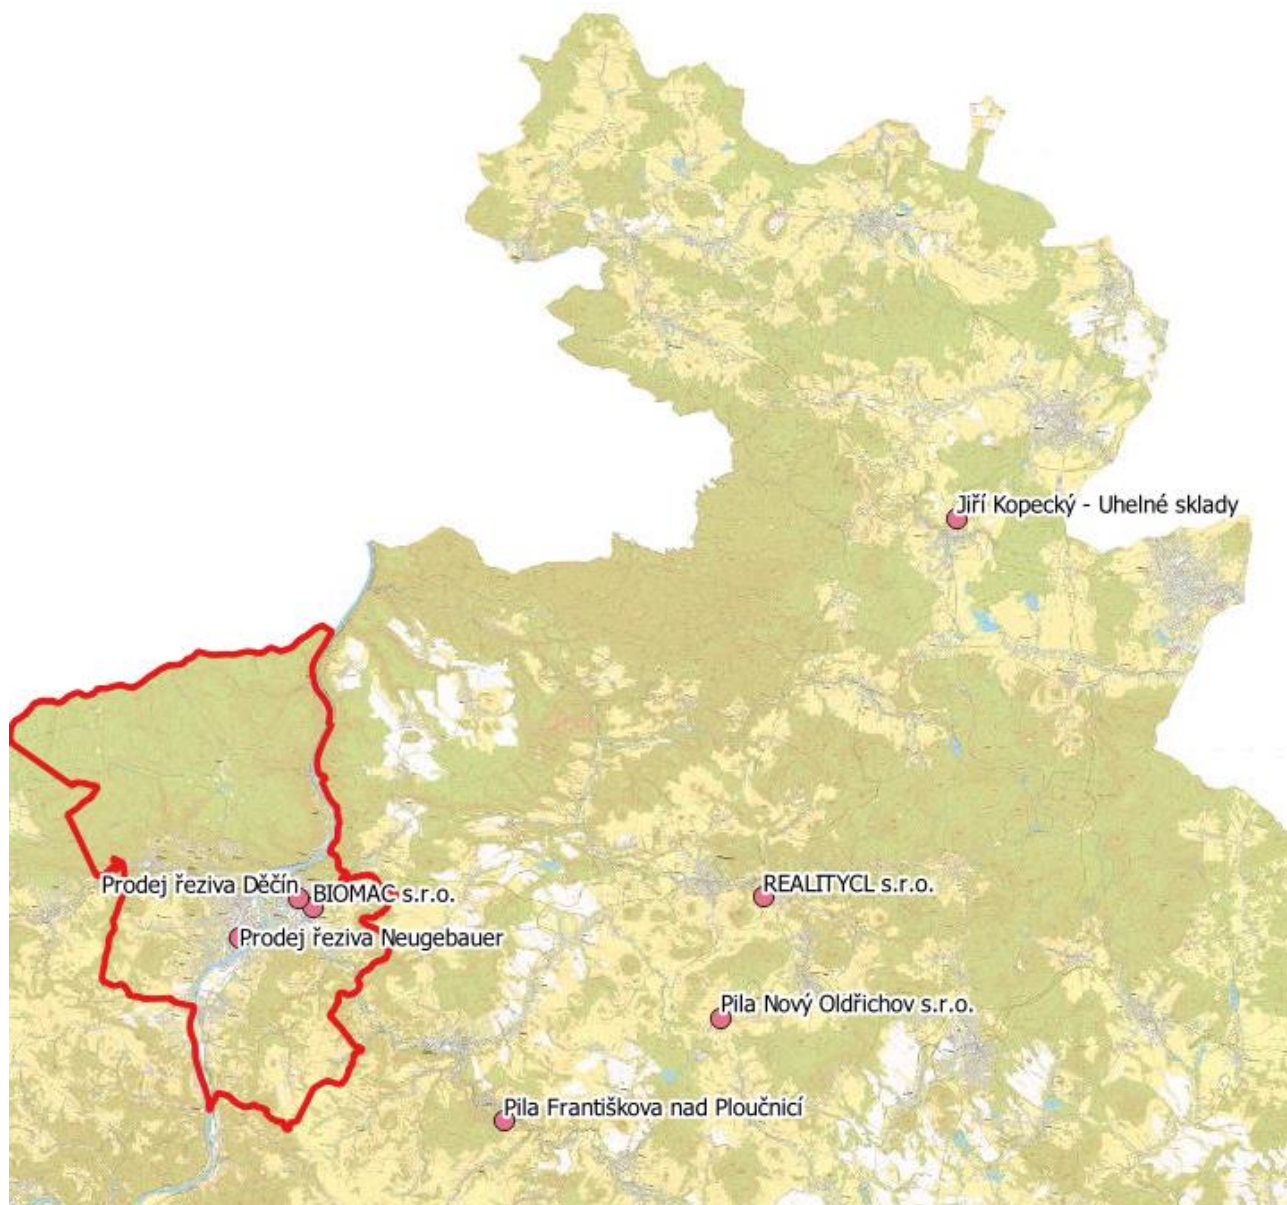 Jiří Kopecký - Uhelné sklady
Prodej řeziva Děčín
BIOMAC s.r.o.
REALITYCL s.r.o.
Prodej řeziva Neugebauer
Pila Nový Oldřichov s.r.o.
Pila Františkova nad Ploučnicí